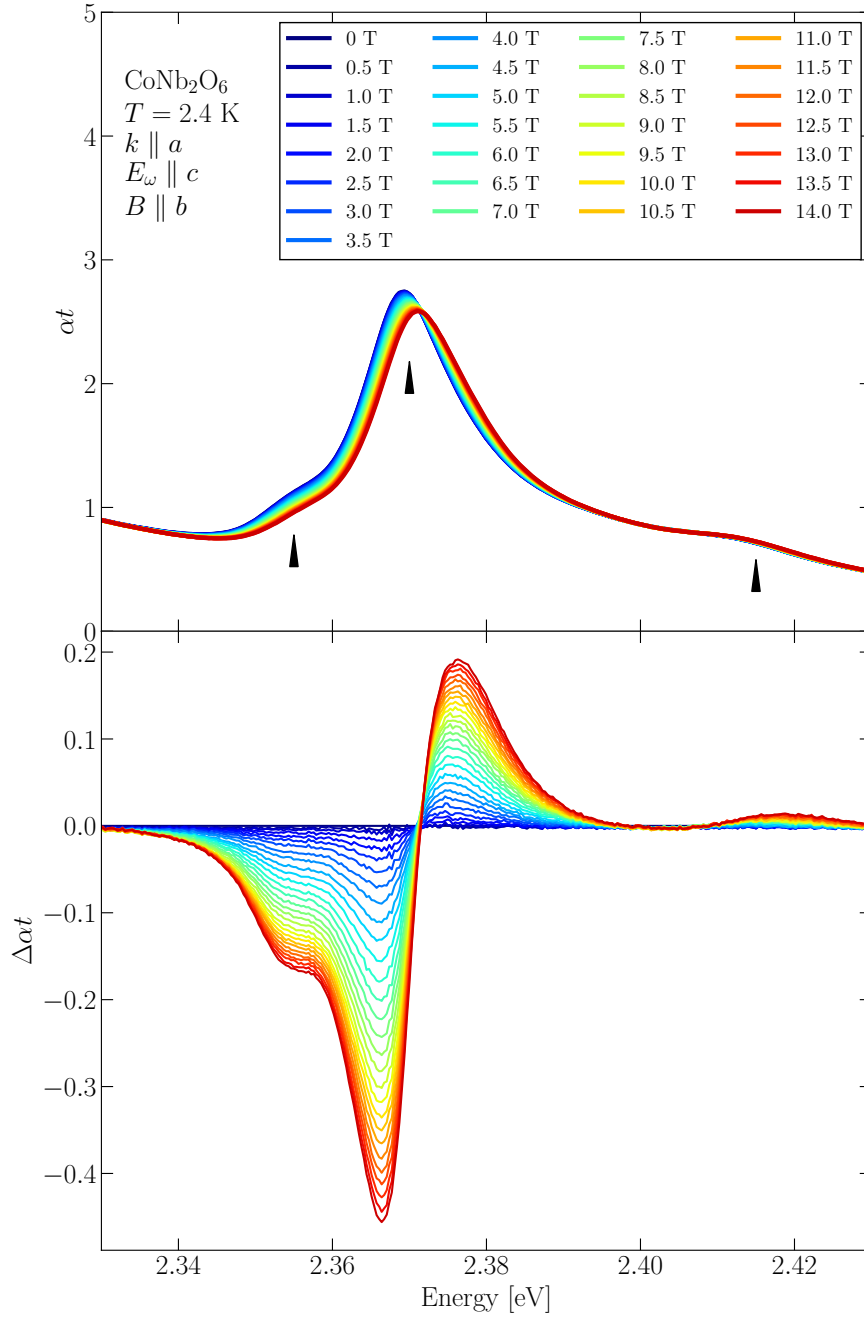 5
4
3
2
1
0
αt
CoNb₂O₆
T = 2.4 K
k ∥ a
E_ω ∥ c
B ∥ b
0 T
0.5 T
1.0 T
1.5 T
2.0 T
2.5 T
3.0 T
3.5 T
4.0 T
4.5 T
5.0 T
5.5 T
6.0 T
6.5 T
7.0 T
7.5 T
8.0 T
8.5 T
9.0 T
9.5 T
10.0 T
10.5 T
11.0 T
11.5 T
12.0 T
12.5 T
13.0 T
13.5 T
14.0 T
0.2
0.1
0.0
−0.1
−0.2
−0.3
−0.4
Δαt
2.34 2.36 2.38 2.40 2.42
Energy [eV]